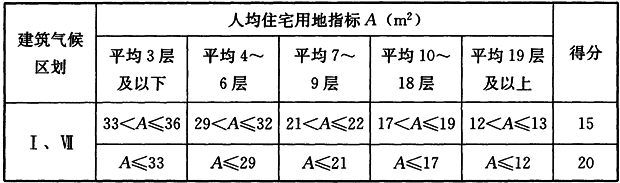 建筑气候
区划
人均住宅用地指标 A（m²）
得分
平均 3 层
及以下
平均 4～
6 层
平均 7～
9 层
平均 10～
18 层
平均 19 层
及以上
Ⅰ、Ⅶ
33<A≤36 29<A≤32 21<A≤22 17<A≤19 12<A≤13 15
A≤33 A≤29 A≤21 A≤17 A≤12 20